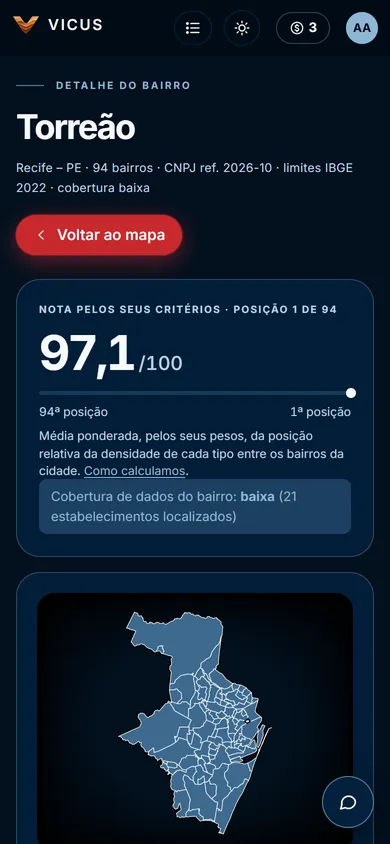 VICUS
3
AA
DETALHE DO BAIRRO
Torreão
Recife – PE · 94 bairros · CNPJ ref. 2026-10 · limites IBGE
2022 · cobertura baixa
Voltar ao mapa
NOTA PELOS SEUS CRITÉRIOS · POSIÇÃO 1 DE 94
97,1/100
94ª posição 1ª posição
Média ponderada, pelos seus pesos, da posição
relativa da densidade de cada tipo entre os bairros da
cidade. Como calculamos.
Cobertura de dados do bairro: baixa (21
estabelecimentos localizados)